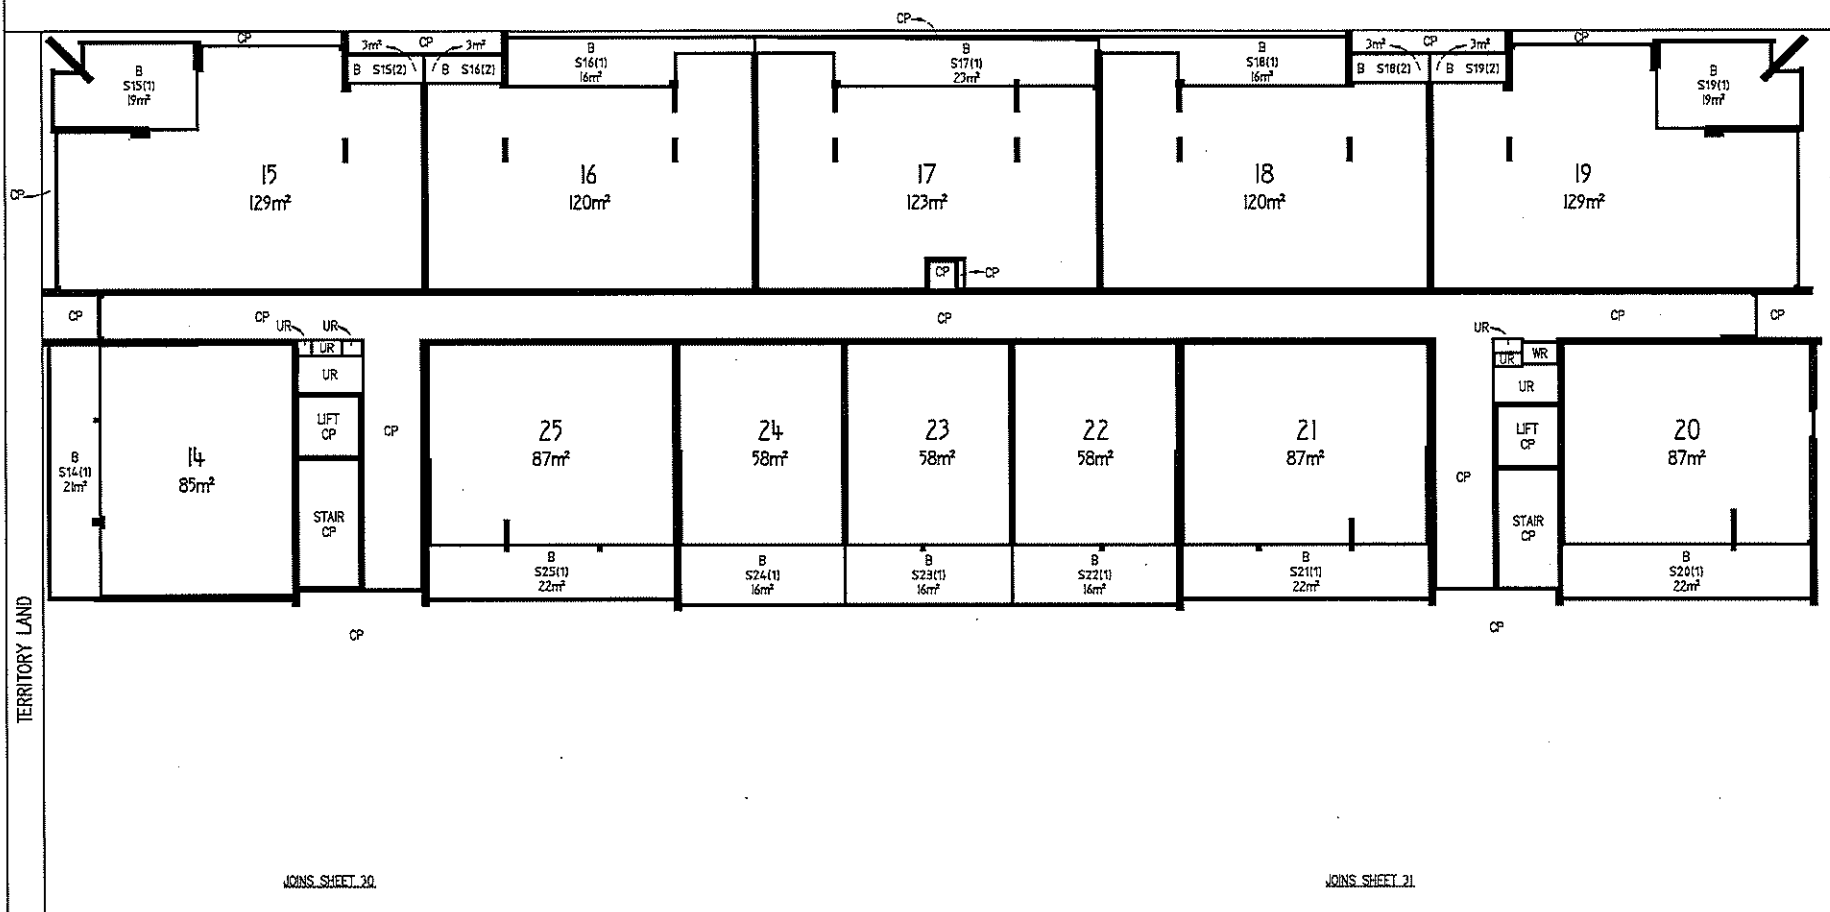 CP
CP
3m²
CP
3m²
B
S15(1)
19m²
B S15(2)
B S16(2)
B
S16(1)
16m²
B
S17(1)
23m²
B
S18(1)
16m²
3m²
CP
3m²
B S18(2)
B S19(2)
CP
B
S19(1)
19m²
15
129m²
16
120m²
17
123m²
18
120m²
19
129m²
CP
CP
CP
CP
CP
CP
CP
CP
UR
UR
UR
UR
UR
UR
WR
UR
LIFT
CP
CP
STAIR
CP
B
S14(1)
21m²
14
85m²
25
87m²
24
58m²
23
58m²
22
58m²
21
87m²
CP
LIFT
CP
STAIR
CP
20
87m²
B
S25(1)
22m²
B
S24(1)
16m²
B
S23(1)
16m²
B
S22(1)
16m²
B
S21(1)
22m²
B
S20(1)
22m²
CP
CP
TERRITORY LAND
JOINS SHEET 30
JOINS SHEET 31